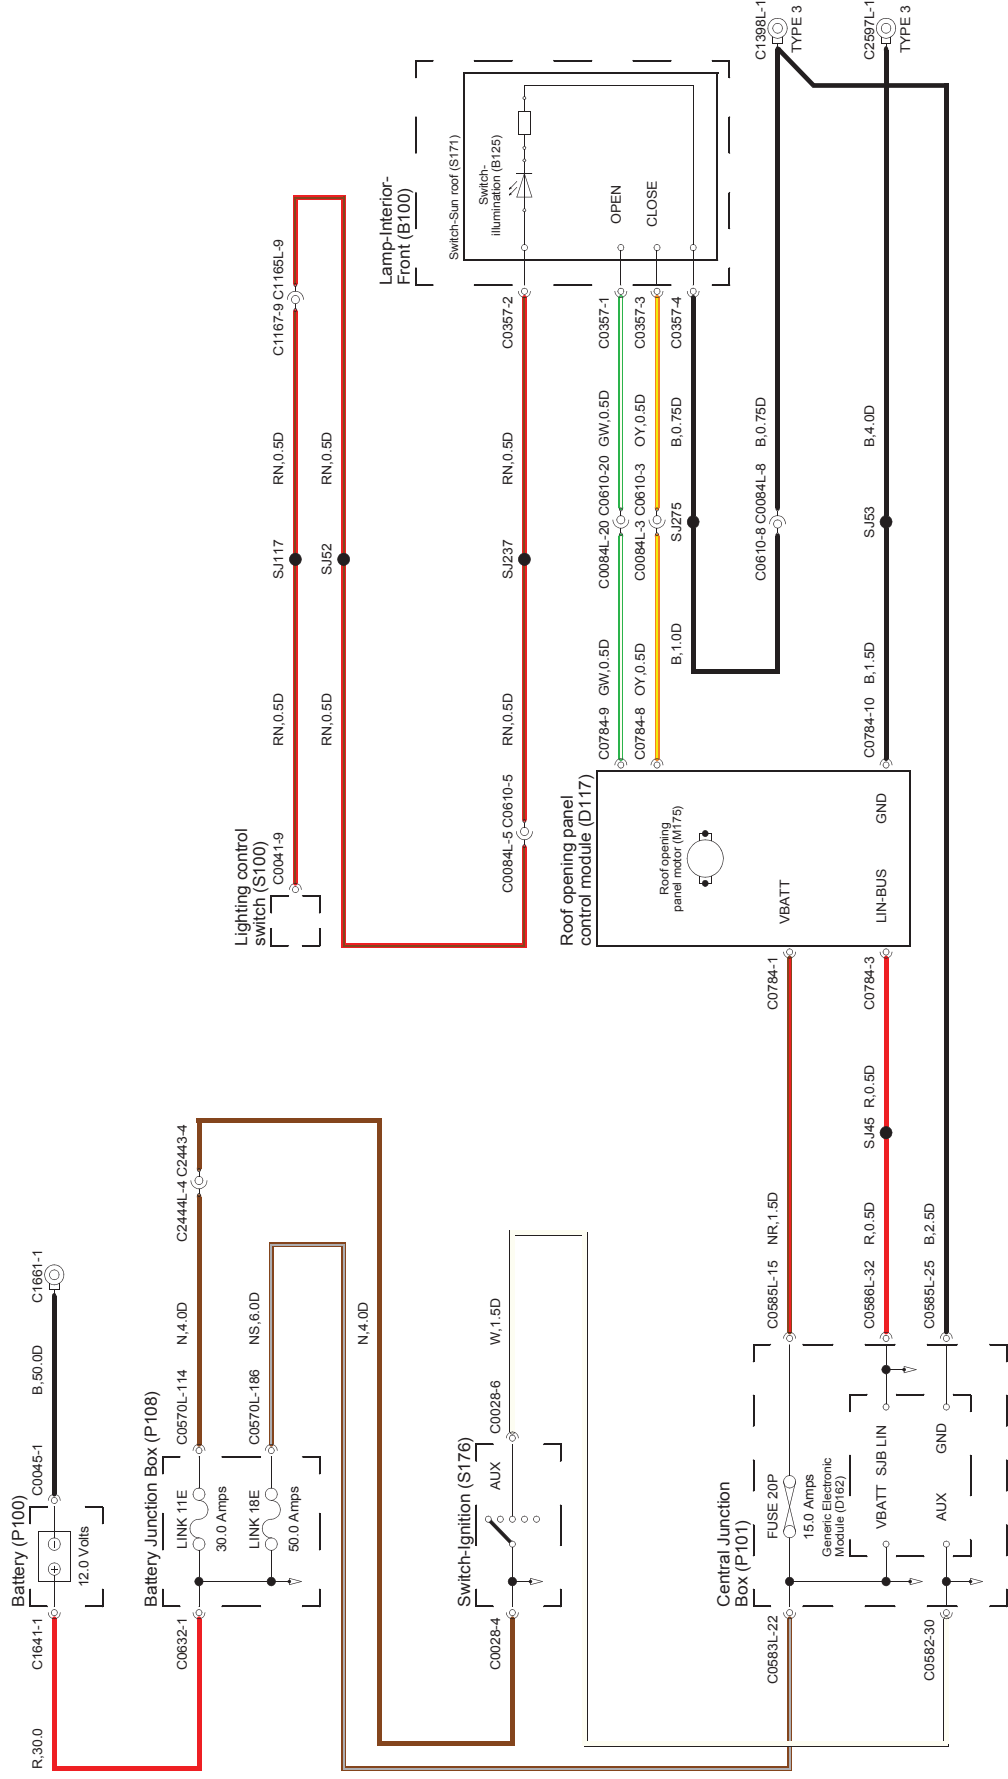 Battery (P100)
C1641-1
R,30.0
12.0 Volts
C0045-1
B,50.0D
C1661-1
Battery Junction Box (P108)
C0632-1
LINK 11E
30.0 Amps
LINK 18E
50.0 Amps
C0570L-114
N,4.0D
C2444L-4
C2443-4
C0570L-186
NS,6.0D
N,4.0D
Switch-Ignition (S176)
C0028-4
AUX
C0028-6
W,1.5D
Central Junction
Box (P101)
C0583L-22
C0582-30
FUSE 20P
15.0 Amps
Generic Electronic
Module (D162)
VBATT
SJB LIN
AUX
GND
C0585L-15
NR,1.5D
C0784-1
C0586L-32
R,0.5D
SJ45
R,0.5D
C0784-3
C0585L-25
B,2.5D
Lighting control
switch (S100)
C0041-9
RN,0.5D
SJ117
RN,0.5D
C1167-9
C1165L-9
RN,0.5D
SJ52
RN,0.5D
C0084L-5
C0610-5
RN,0.5D
SJ237
RN,0.5D
C0357-2
Roof opening panel
control module (D117)
Roof opening
panel motor (M175)
VBATT
LIN-BUS
GND
C0784-9
GW,0.5D
C0084L-20
C0610-20
GW,0.5D
C0357-1
C0784-8
OY,0.5D
C0084L-3
C0610-3
OY,0.5D
C0357-3
B,1.0D
SJ275
B,0.75D
C0357-4
C0610-8
C0084L-8
B,0.75D
C0784-10
B,1.5D
SJ53
B,4.0D
Lamp-Interior-
Front (B100)
Switch-Sun roof (S171)
Switch-
illumination (B125)
OPEN
CLOSE
C1398L-1
TYPE 3
C2597L-1
TYPE 3